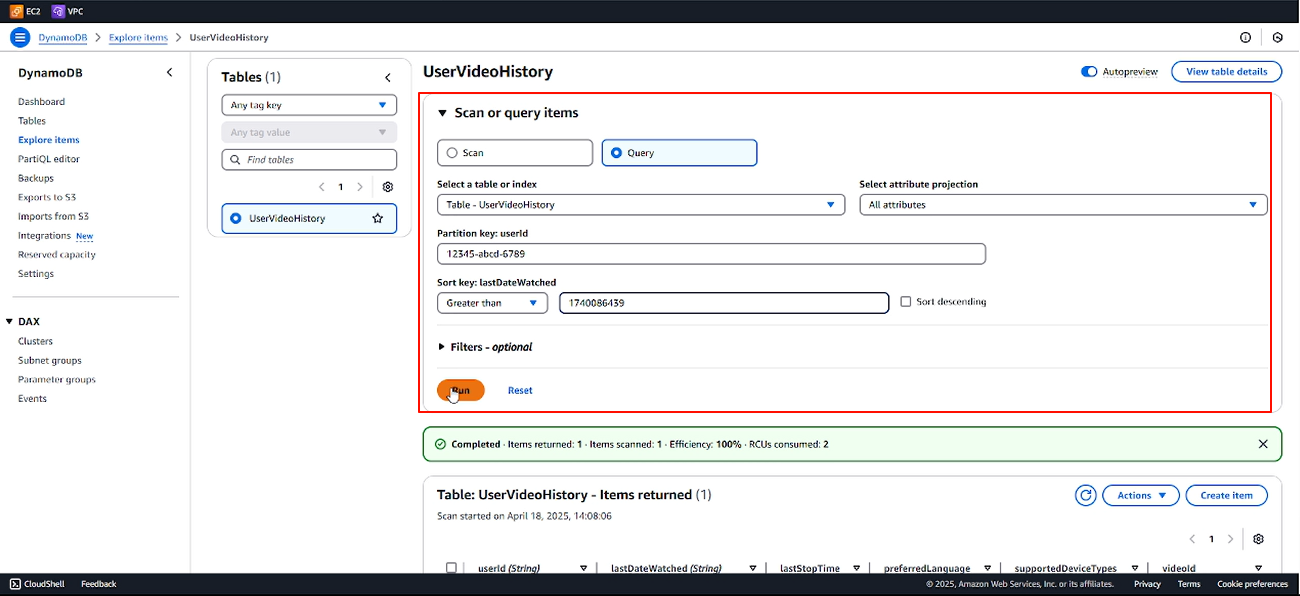 EC2 VPC
DynamoDB > Explore items > UserVideoHistory
DynamoDB
Dashboard
Tables
Explore items
PartiQL editor
Backups
Exports to S3
Imports from S3
Integrations New
Reserved capacity
Settings
DAX
Clusters
Subnet groups
Parameter groups
Events
Tables (1)
Any tag key
Any tag value
Find tables
1
UserVideoHistory
UserVideoHistory
Autopreview
View table details
Scan or query items
Scan
Query
Select a table or index
Table - UserVideoHistory
Select attribute projection
All attributes
Partition key: userId
12345-abcd-6789
Sort key: lastDateWatched
Greater than
1740086439
Sort descending
Filters - optional
Run
Reset
Completed · Items returned: 1 · Items scanned: 1 · Efficiency: 100% · RCUs consumed: 2
Table: UserVideoHistory - Items returned (1)
Scan started on April 18, 2025, 14:08:06
Actions
Create item
1
userId (String) lastDateWatched (String) lastStopTime preferredLanguage supportedDeviceTypes videoId
CloudShell Feedback
© 2025, Amazon Web Services, Inc. or its affiliates. Privacy Terms Cookie preferences